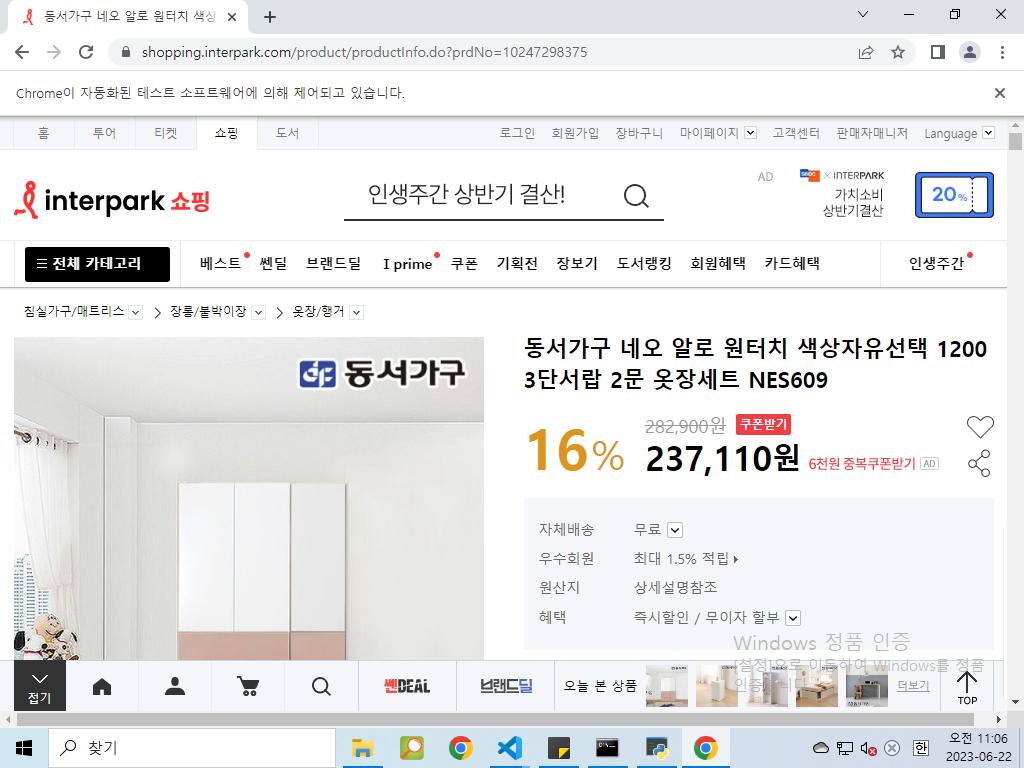 동서가구 네오 알로 원터치 색상
shopping.interpark.com/product/productInfo.do?prdNo=10247298375
Chrome이 자동화된 테스트 소프트웨어에 의해 제어되고 있습니다.
홈 투어 티켓 쇼핑 도서 로그인 회원가입 장바구니 마이페이지 고객센터 판매자매니저 Language
interpark 쇼핑
인생주간 상반기 결산!
AD
SBDC × INTERPARK
가치소비
상반기결산
20%
전체 카테고리 베스트 쎈딜 브랜드딜 I prime 쿠폰 기획전 장보기 도서랭킹 회원혜택 카드혜택 인생주간
침실가구/매트리스 장롱/붙박이장 옷장/행거
동서가구
동서가구 네오 알로 원터치 색상자유선택 1200
3단서랍 2문 옷장세트 NES609
16%
282,900원 쿠폰받기
237,110원 6천원 중복쿠폰받기 AD
자체배송 무료
우수회원 최대 1.5% 적립
원산지 상세설명참조
혜택 즉시할인 / 무이자 할부
Windows 정품 인증
[설정]으로 이동하여 Windows를 정품
접기
쎈DEAL
브랜드딜
오늘 본 상품
더보기
TOP
찾기
한
오전 11:06
2023-06-22